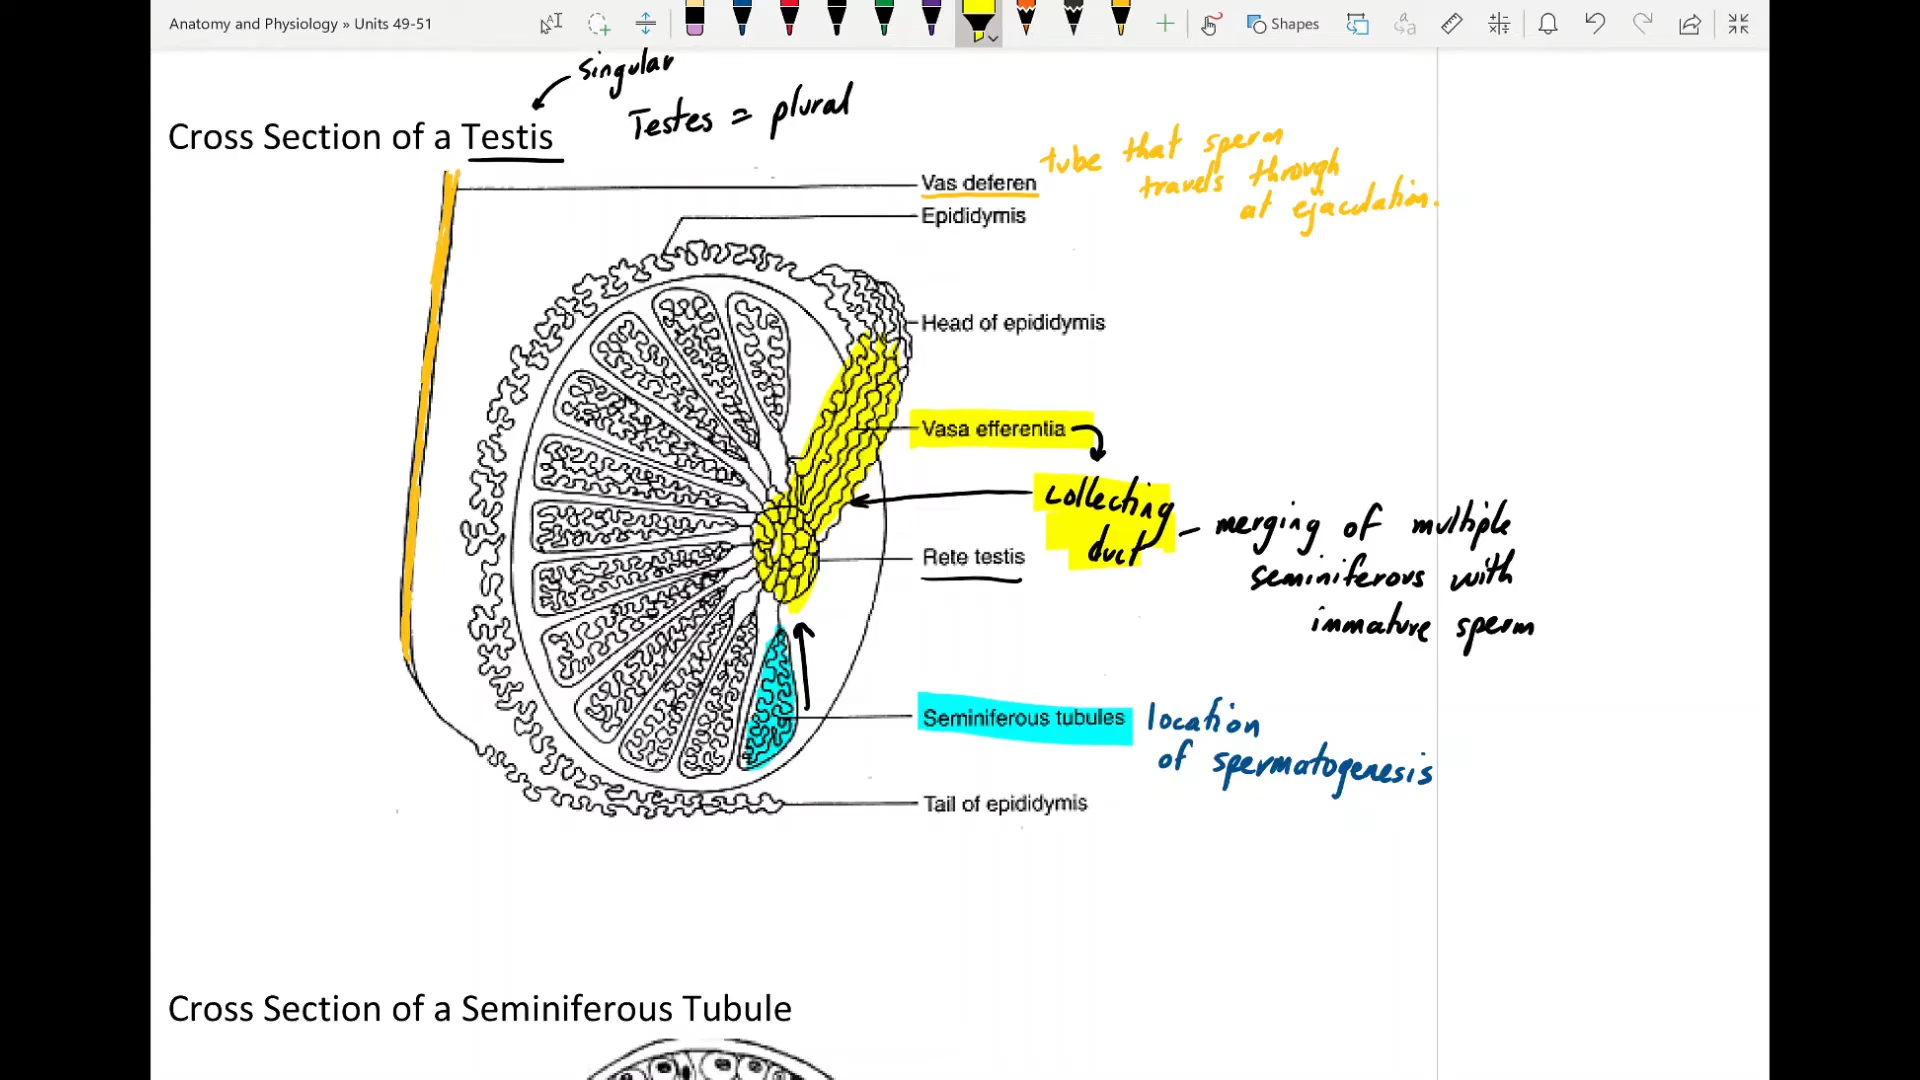 Anatomy and Physiology » Units 49-51
Shapes
singular
Testes = plural
Cross Section of a Testis
Vas deferen
tube that sperm
travels through
at ejaculation.
Epididymis
Head of epididymis
Vasa efferentia
collecting
duct
merging of multiple
seminiferous with
immature sperm
Rete testis
Seminiferous tubules
location
of spermatogenesis
Tail of epididymis
Cross Section of a Seminiferous Tubule